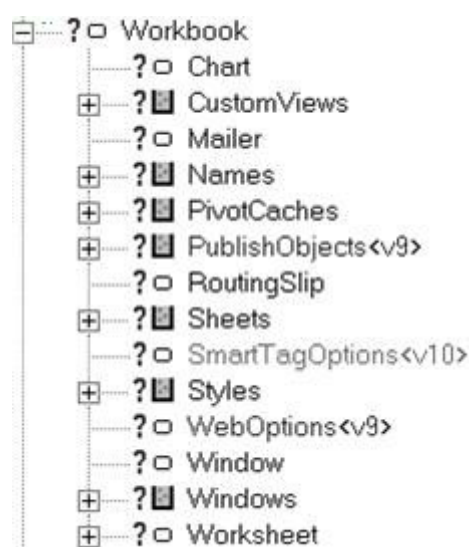 ? Workbook
? Chart
? CustomViews
? Mailer
? Names
? PivotCaches
? PublishObjects<v9>
? RoutingSlip
? Sheets
? SmartTagOptions<v10>
? Styles
? WebOptions<v9>
? Window
? Windows
? Worksheet